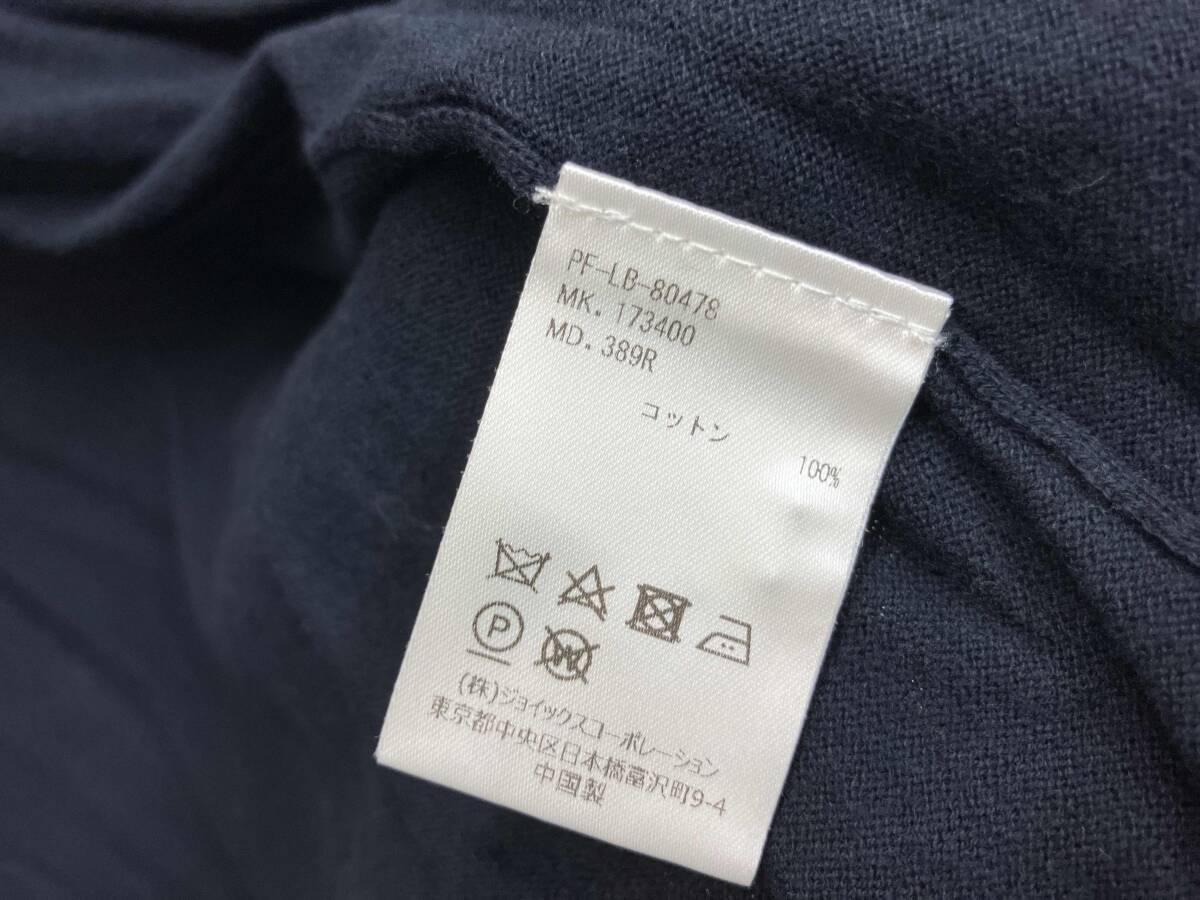 PF-LB-80478
MK. 173400
MD. 389R
コットン
100%
P
W
(株)ジョイックスコーポレーション
東京都中央区日本橋富沢町9-4
中国製